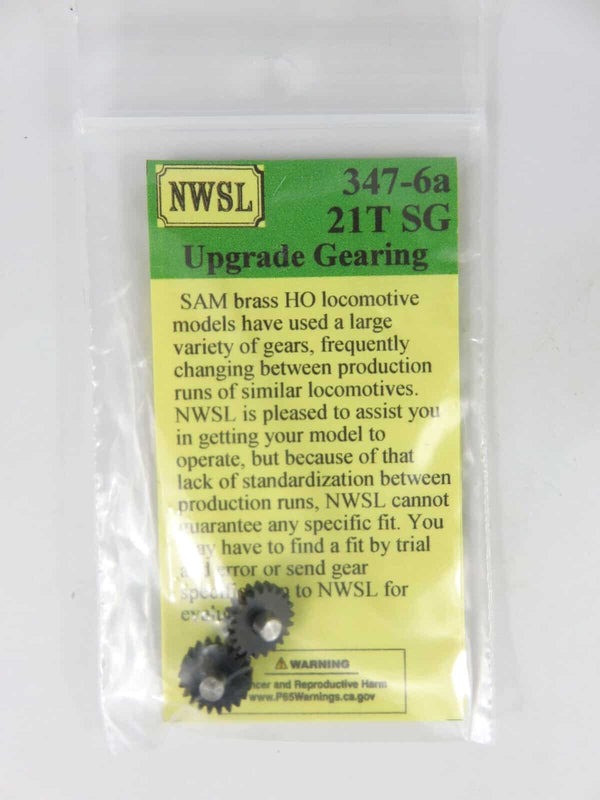 NWSL
347-6a
21T SG
Upgrade Gearing
SAM brass HO locomotive
models have used a large
variety of gears, frequently
changing between production
runs of similar locomotives.
NWSL is pleased to assist you
in getting your model to
operate, but because of that
lack of standardization between
production runs, NWSL cannot
guarantee any specific fit. You
may have to find a fit by trial
and error or send gear
to NWSL for
WARNING
and Reproductive Harm
www.P65Warnings.ca.gov